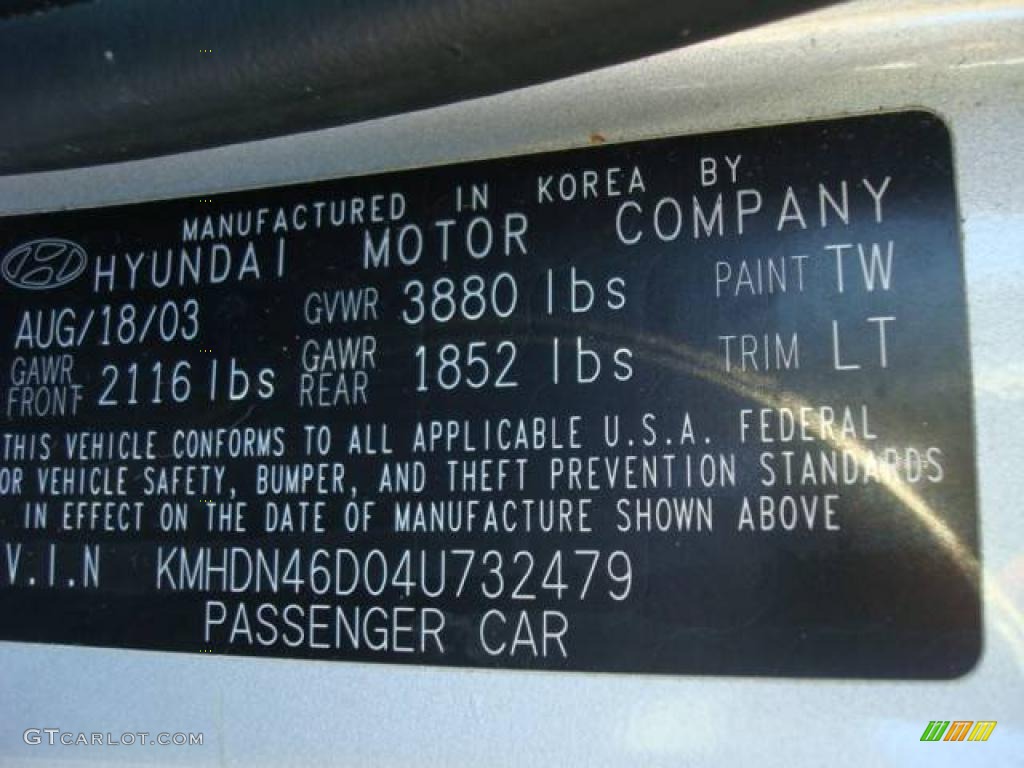 MANUFACTURED IN KOREA BY
HYUNDAI MOTOR COMPANY
AUG/18/03 GVWR 3880 lbs PAINT TW
GAWR FRONT 2116 lbs GAWR REAR 1852 lbs TRIM LT
THIS VEHICLE CONFORMS TO ALL APPLICABLE U.S.A. FEDERAL
OR VEHICLE SAFETY, BUMPER, AND THEFT PREVENTION STANDARDS
IN EFFECT ON THE DATE OF MANUFACTURE SHOWN ABOVE
V.I.N KMHDN46D04U732479
PASSENGER CAR
GTCARLOT.COM